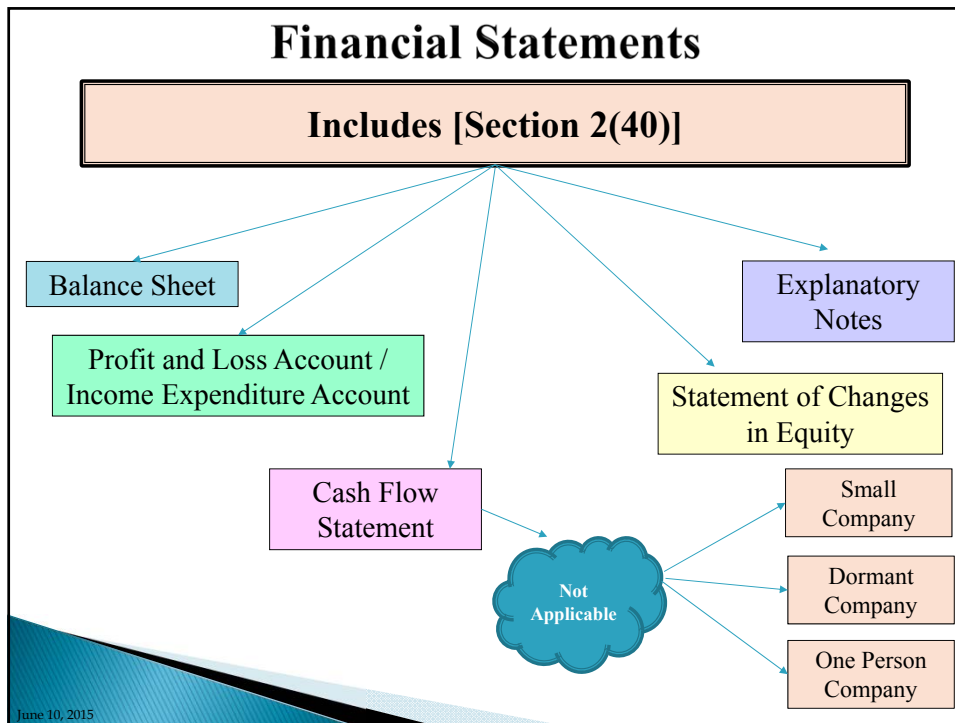 Financial Statements
Includes [Section 2(40)]
Balance Sheet
Explanatory
Notes
Profit and Loss Account /
Income Expenditure Account
Statement of Changes
in Equity
Cash Flow
Statement
Small
Company
Not
Applicable
Dormant
Company
One Person
Company
June 10, 2015